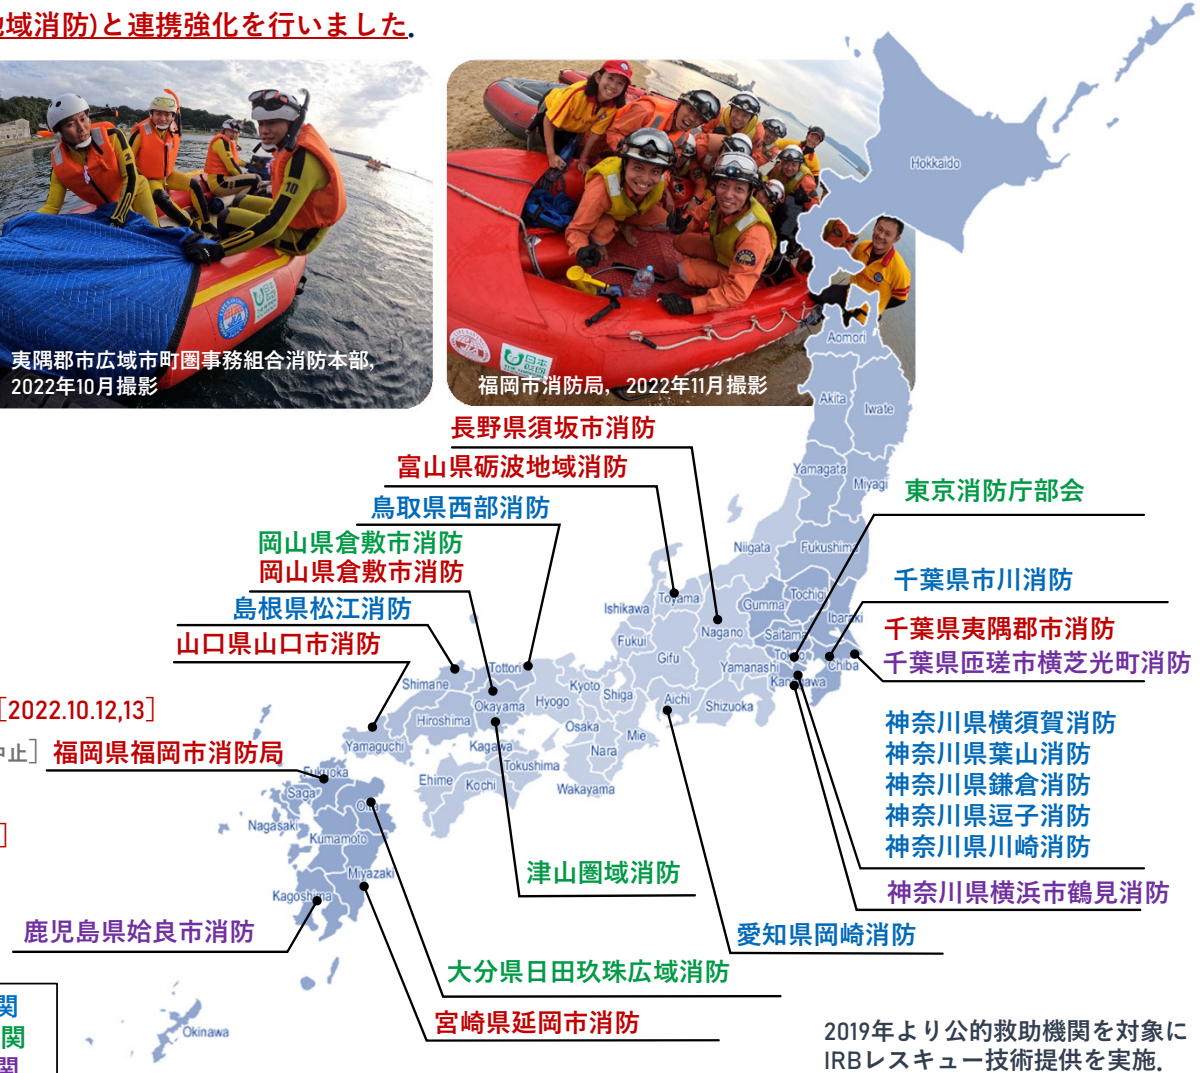 地域消防)と連携強化を行いました.
夷隅郡市広域市町圏事務組合消防本部,
2022年10月撮影
日本
福岡市消防局, 2022年11月撮影
Hokkaido
Aomori
Akita
Iwate
Yamagata
Miyagi
Niigata
Fukushima
Tochigi
Gumma
Ibaraki
Saitama
Chiba
Toyama
Ishikawa
Nagano
Fukui
Gifu
Yamanashi
Kanagawa
Shizuoka
Aichi
Kyoto
Shiga
Hyogo
Osaka
Mie
Nara
Wakayama
Tottori
Shimane
Okayama
Hiroshima
Yamaguchi
Kagawa
Tokushima
Ehime
Kochi
Fukuoka
Saga
Oita
Nagasaki
Kumamoto
Miyazaki
Kagoshima
Okinawa
長野県須坂市消防
富山県砺波地域消防
鳥取県西部消防
岡山県倉敷市消防
岡山県倉敷市消防
島根県松江消防
山口県山口市消防
[2022.10.12,13]
中止] 福岡県福岡市消防局
]
鹿児島県姶良市消防
東京消防庁部会
千葉県市川消防
千葉県夷隅郡市消防
千葉県匝瑳市横芝光町消防
神奈川県横須賀消防
神奈川県葉山消防
神奈川県鎌倉消防
神奈川県逗子消防
神奈川県川崎消防
神奈川県横浜市鶴見消防
津山圏域消防
愛知県岡崎消防
大分県日田玖珠広域消防
宮崎県延岡市消防
関
関
関
2019年より公的救助機関を対象に
IRBレスキュー技術提供を実施.